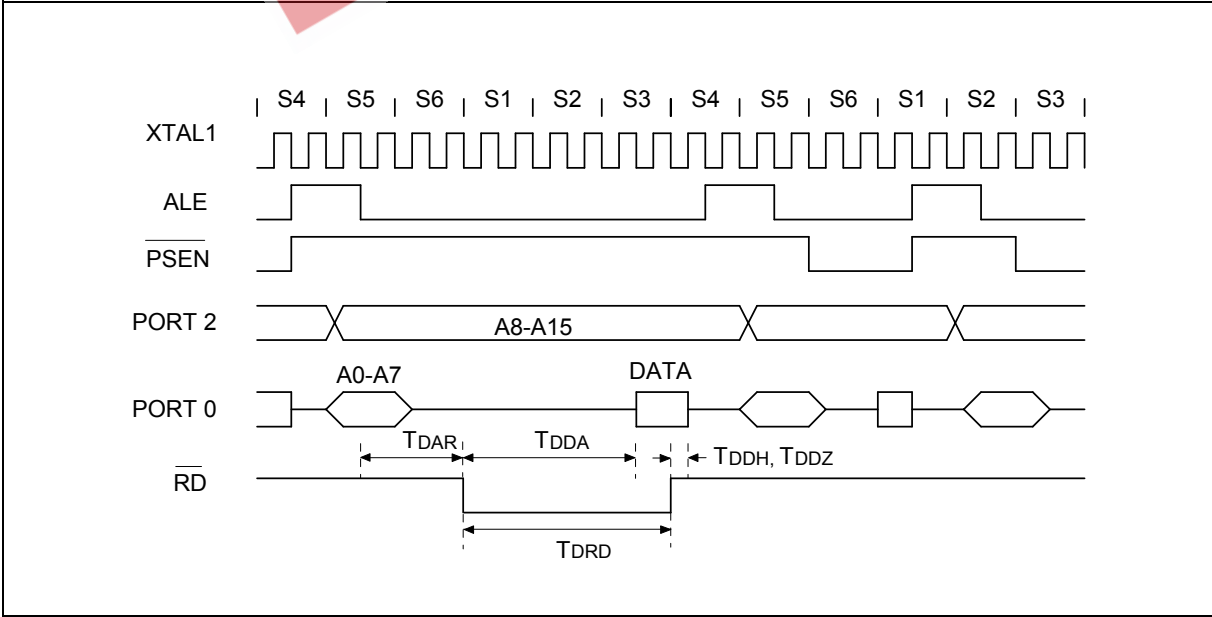 S4 S5 S6 S1 S2 S3 S4 S5 S6 S1 S2 S3
XTAL1
ALE
PSEN
PORT 2
A8-A15
A0-A7
DATA
PORT 0
TDAR
TDDA
TDDH, TDDZ
RD
TDRD